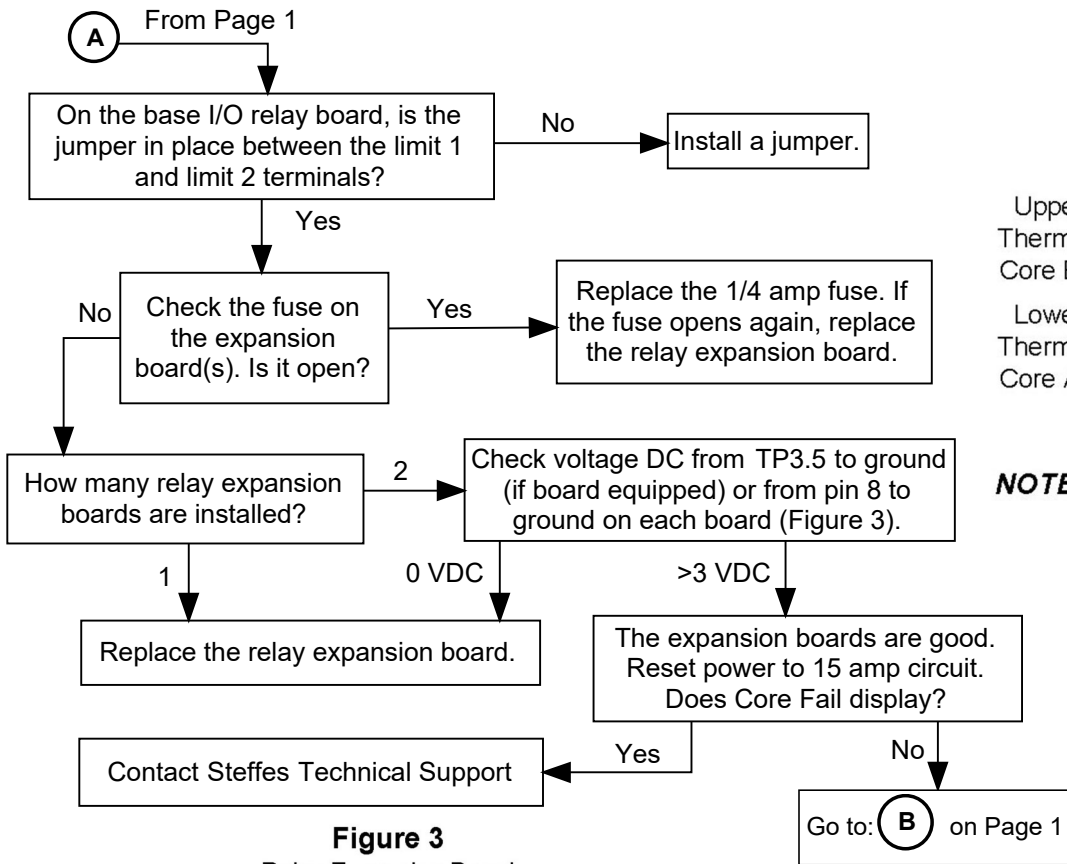 A
From Page 1
On the base I/O relay board, is the
jumper in place between the limit 1
and limit 2 terminals?
No
Install a jumper.
Yes
Check the fuse on
the expansion
board(s). Is it open?
No
Yes
Replace the 1/4 amp fuse. If
the fuse opens again, replace
the relay expansion board.
How many relay expansion
boards are installed?
2
Check voltage DC from TP3.5 to ground
(if board equipped) or from pin 8 to
ground on each board (Figure 3).
1
0 VDC
>3 VDC
Replace the relay expansion board.
The expansion boards are good.
Reset power to 15 amp circuit.
Does Core Fail display?
Yes
No
Contact Steffes Technical Support
Go to: B on Page 1
Figure 3
Uppe
Therm
Core
Lowe
Therm
Core
NOTE